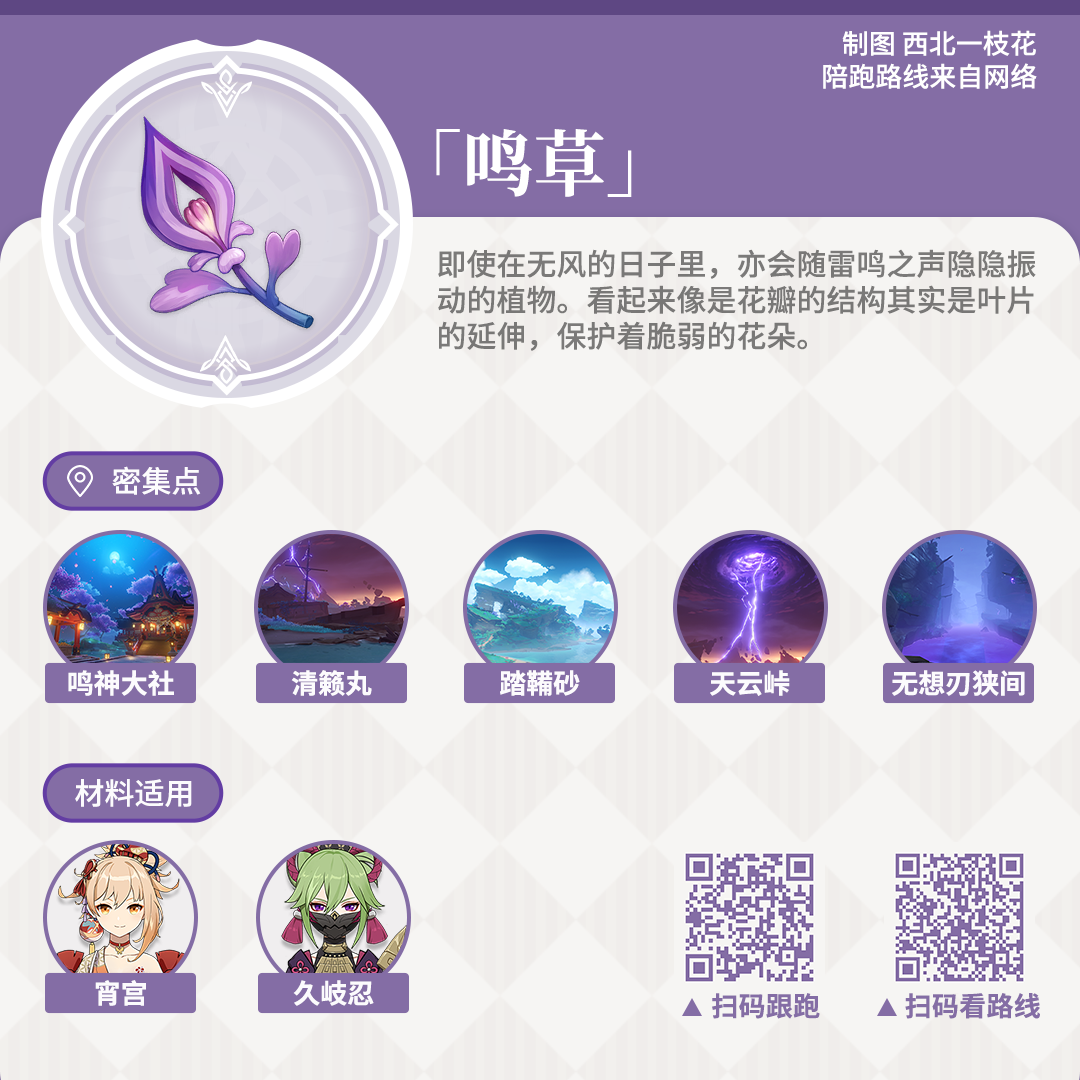 制图 西北一枝花
陪跑路线来自网络
「鸣草」
即使在无风的日子里，亦会随雷鸣之声隐隐振
动的植物。看起来像是花瓣的结构其实是叶片
的延伸，保护着脆弱的花朵。
密集点
鸣神大社
清籁丸
踏鞴砂
天云峠
无想刃狭间
材料适用
宵宫
久岐忍
▲ 扫码跟跑
▲ 扫码看路线